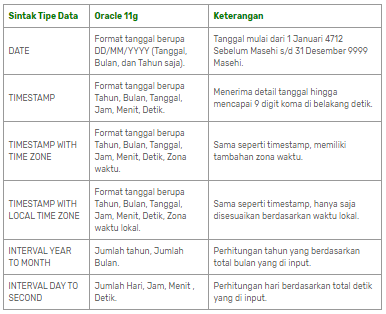 Sintak Tipe Data
Oracle 11g
Keterangan
DATE
Format tanggal berupa
DD/MM/YYYY (Tanggal,
Bulan, dan Tahun saja).
Tanggal mulai dari 1 Januari 4712
Sebelum Masehi s/d 31 Desember 9999
Masehi.
TIMESTAMP
Format tanggal berupa
Tahun, Bulan, Tanggal,
Jam, Menit, Detik.
Menerima detail tanggal hingga
mencapai 9 digit koma di belakang detik.
TIMESTAMP WITH
TIME ZONE
Format tanggal berupa
Tahun, Bulan, Tanggal,
Jam, Menit, Detik, Zona
waktu.
Sama seperti timestamp, memiliki
tambahan zona waktu.
TIMESTAMP WITH
LOCAL TIME ZONE
Format tanggal berupa
Tahun, Bulan, Tanggal,
Jam, Menit, Detik, Zona
waktu lokal.
Sama seperti timestamp, hanya saja
disesuaikan berdasarkan waktu lokal.
INTERVAL YEAR
TO MONTH
Jumlah tahun, Jumlah
Bulan.
Perhitungan tahun yang berdasarkan
total bulan yang di input.
INTERVAL DAY TO
SECOND
Jumlah Hari, Jam, Menit ,
Detik.
Perhitungan hari berdasarkan total detik
yang di input.